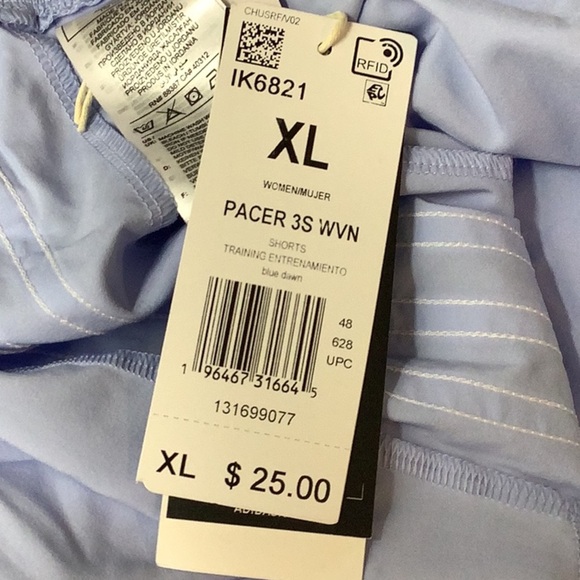 CHUSRF/V02
IK6821
RFID
XL
WOMEN/MUJER
PACER 3S WVN
SHORTS
TRAINING ENTRENAMIENTO
blue dawn
48
628
UPC
1 96467 31664 5
131699077
XL $ 25.00